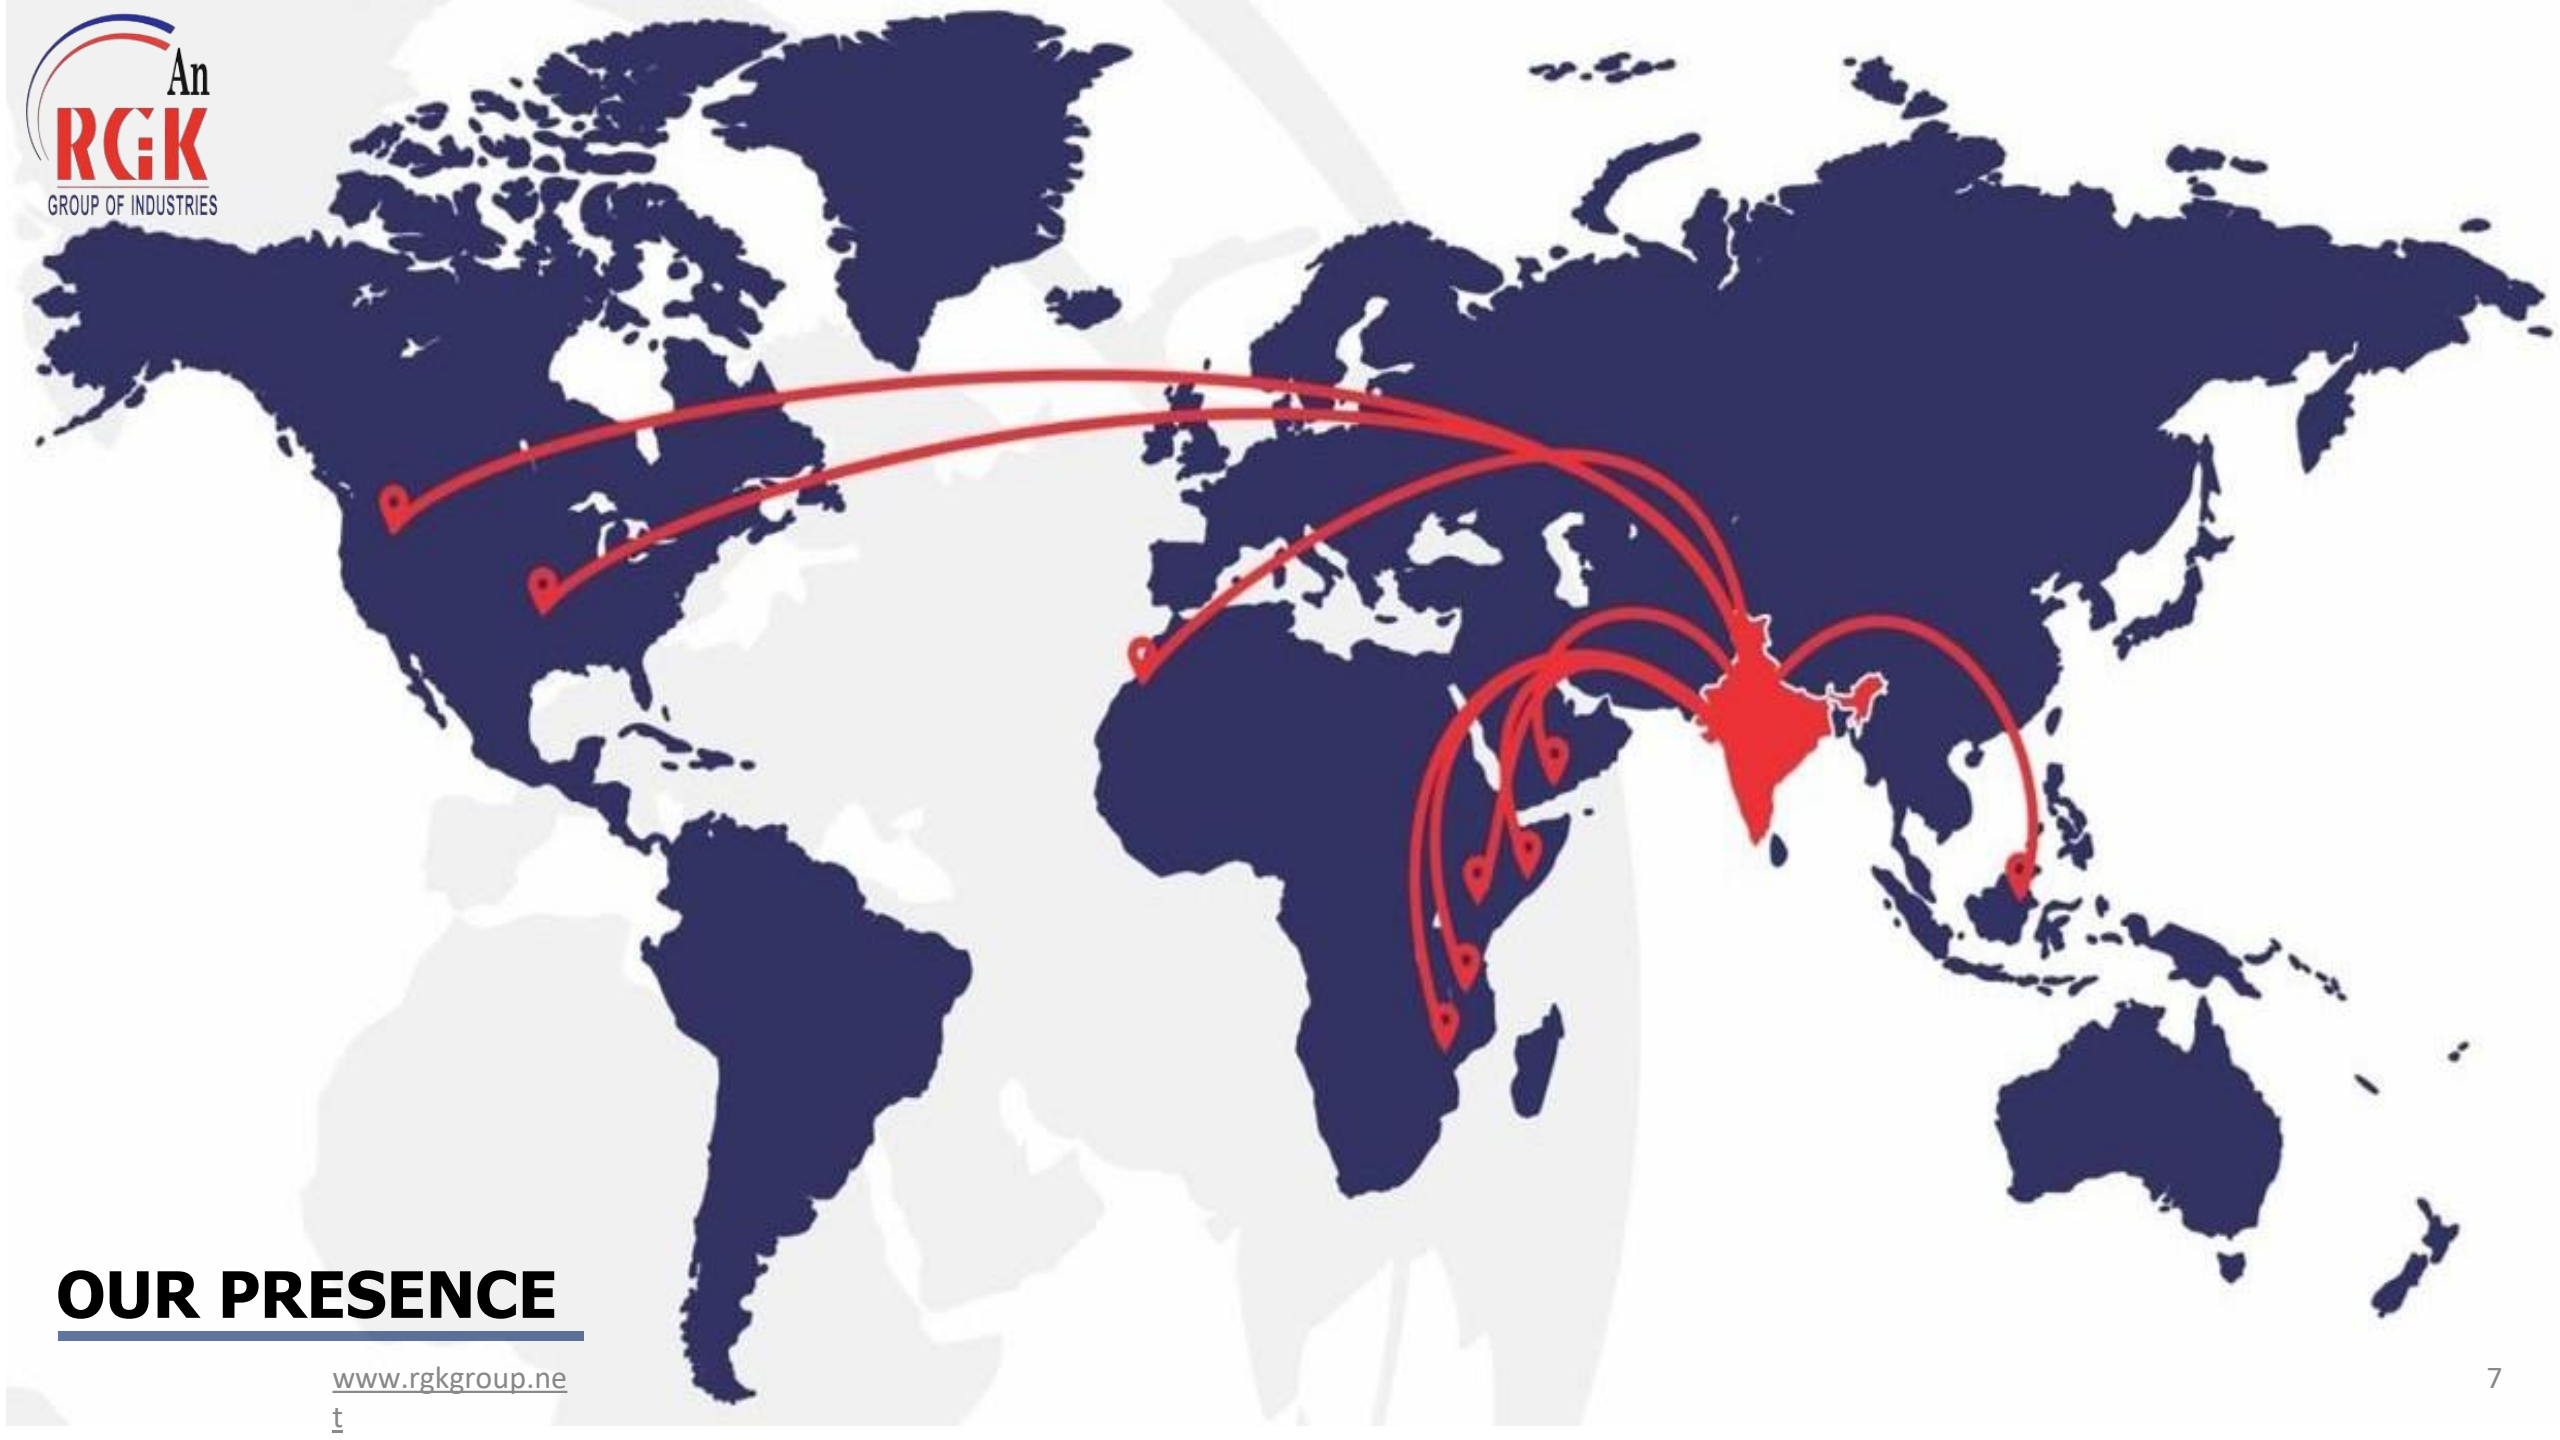 An
RGK
GROUP OF INDUSTRIES
OUR PRESENCE
www.rgkgroup.ne
t
7